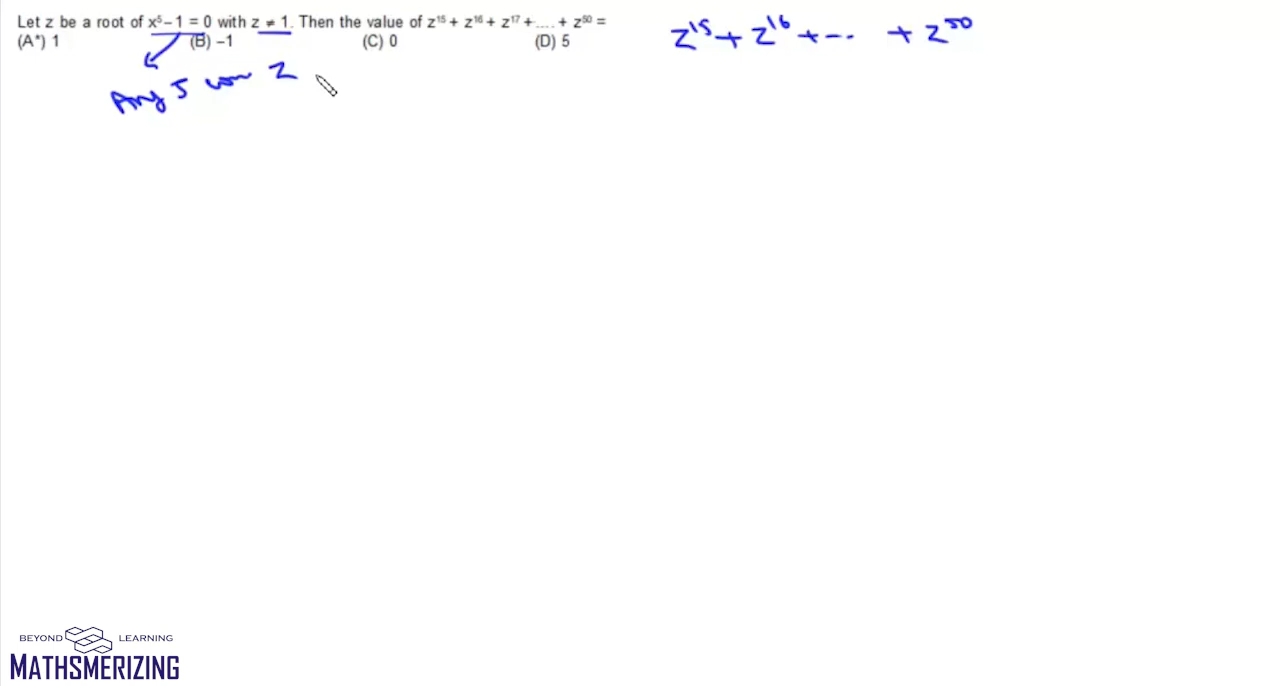 Let z be a root of x⁵ – 1 = 0 with z ≠ 1. Then the value of z¹⁵ + z¹⁶ + z¹⁷ + .... + z⁵⁰ =
(A*) 1 (B) –1 (C) 0 (D) 5
z¹⁵ + z¹⁶ + ... + z⁵⁰
Any 5 con z
BEYOND LEARNING
MATHSMERIZING